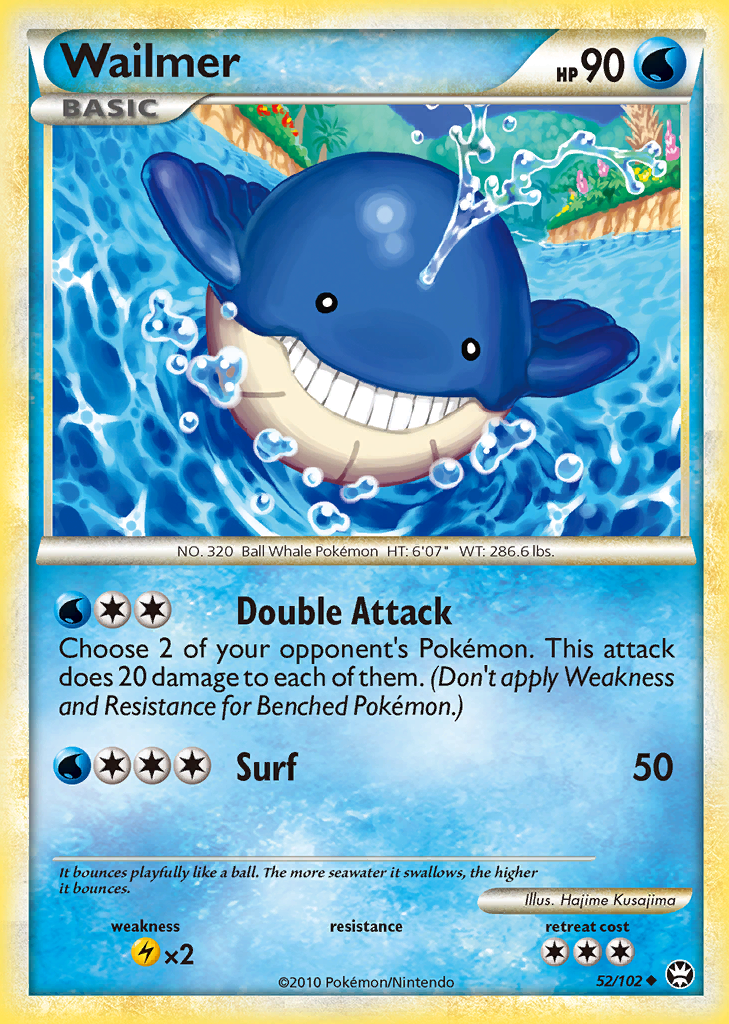 Wailmer
HP 90
BASIC
NO. 320 Ball Whale Pokémon HT: 6'07" WT: 286.6 lbs.
Double Attack
Choose 2 of your opponent's Pokémon. This attack
does 20 damage to each of them. (Don't apply Weakness
and Resistance for Benched Pokémon.)
Surf 50
It bounces playfully like a ball. The more seawater it swallows, the higher
it bounces.
Illus. Hajime Kusajima
weakness resistance retreat cost
×2
©2010 Pokémon/Nintendo 52/102